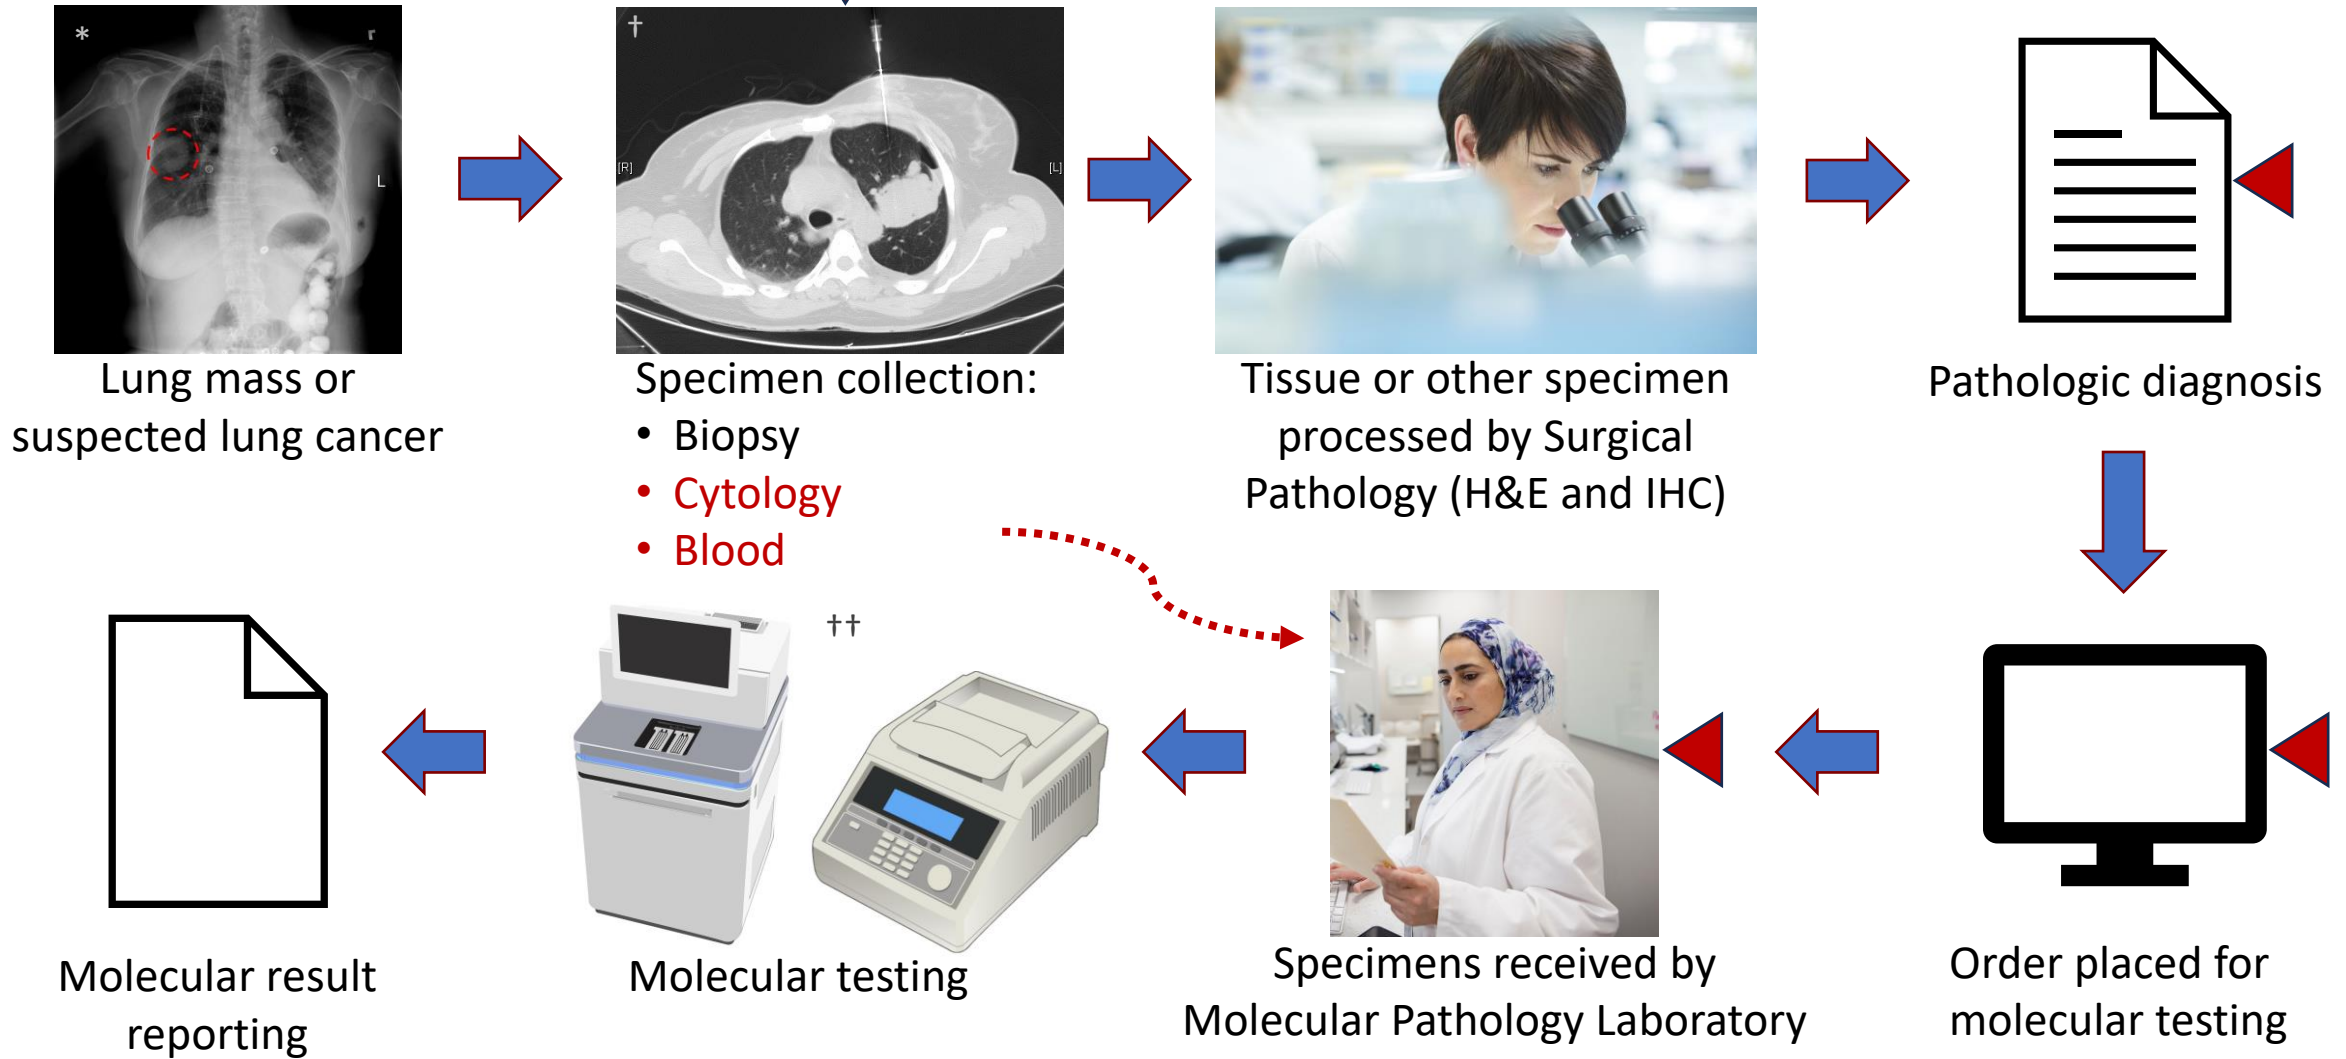 *
r
L
†
[R]
[L]
Lung mass or
suspected lung cancer
Specimen collection:
• Biopsy
• Cytology
• Blood
Tissue or other specimen
processed by Surgical
Pathology (H&E and IHC)
Pathologic diagnosis
Molecular result
reporting
††
Molecular testing
Specimens received by
Molecular Pathology Laboratory
Order placed for
molecular testing